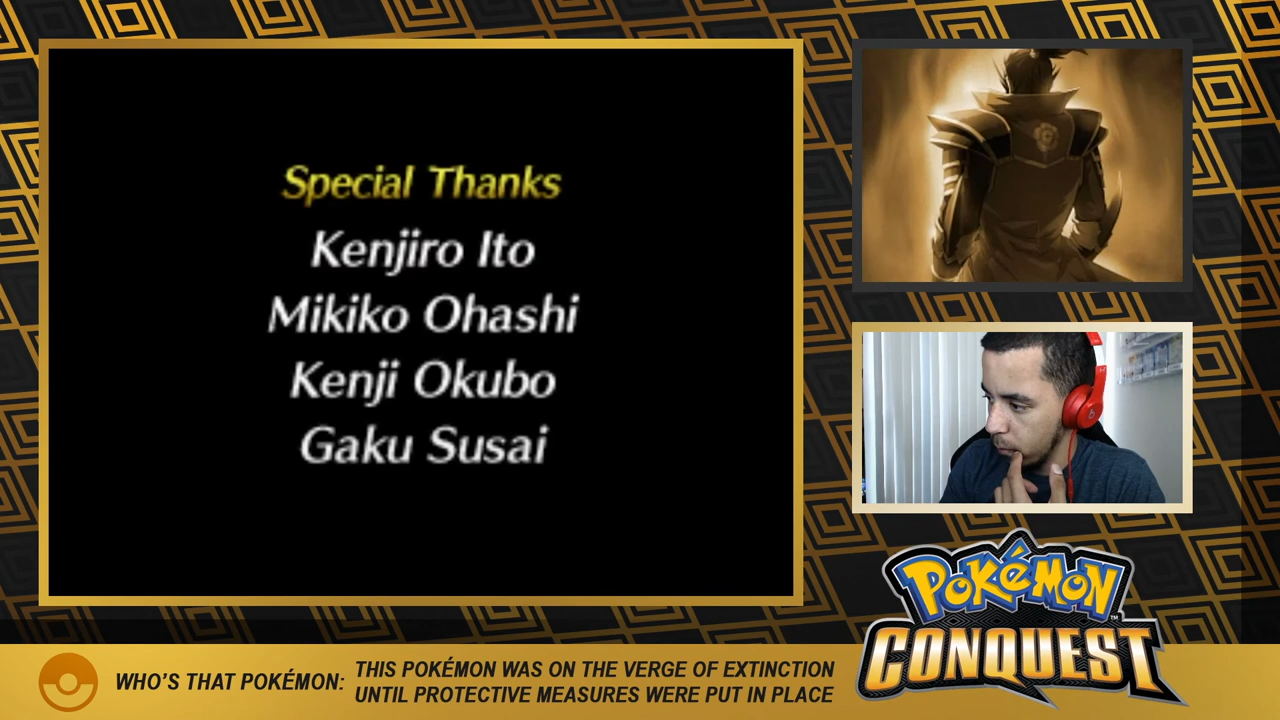 Special Thanks
Kenjiro Ito
Mikiko Ohashi
Kenji Okubo
Gaku Susai
POKÉMON
CONQUEST
TM
WHO'S THAT POKÉMON:
THIS POKÉMON WAS ON THE VERGE OF EXTINCTION
UNTIL PROTECTIVE MEASURES WERE PUT IN PLACE